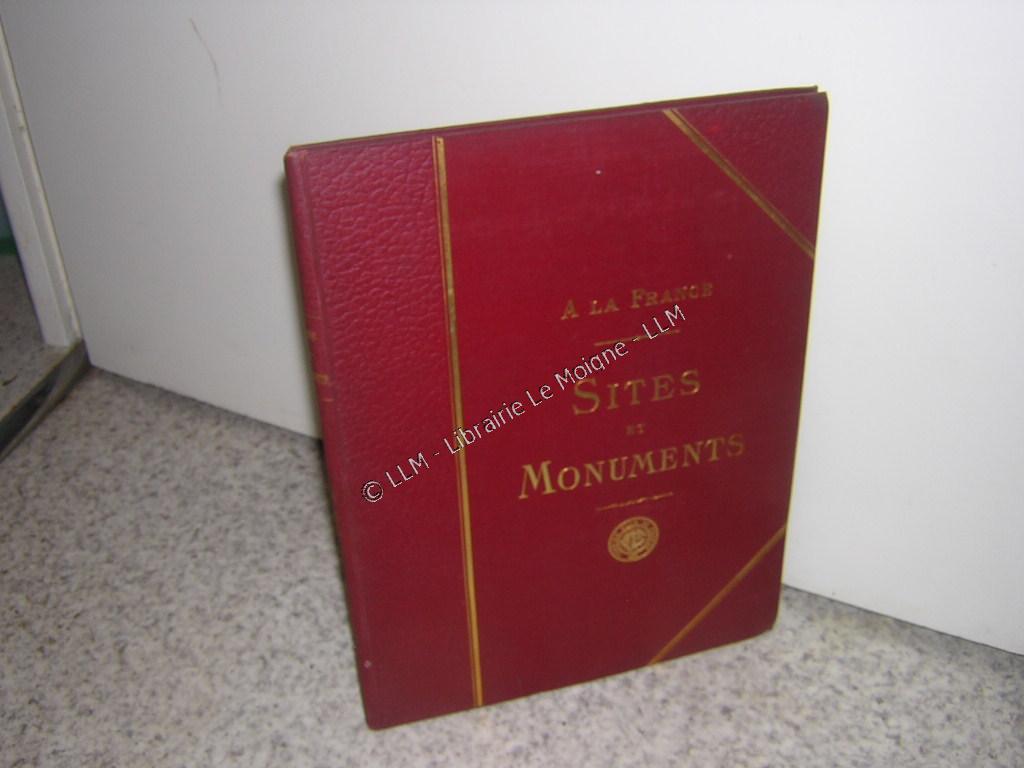 A LA FRANCE
SITES
ET
MONUMENTS
© LLM - Librairie Le Moigne - LLM